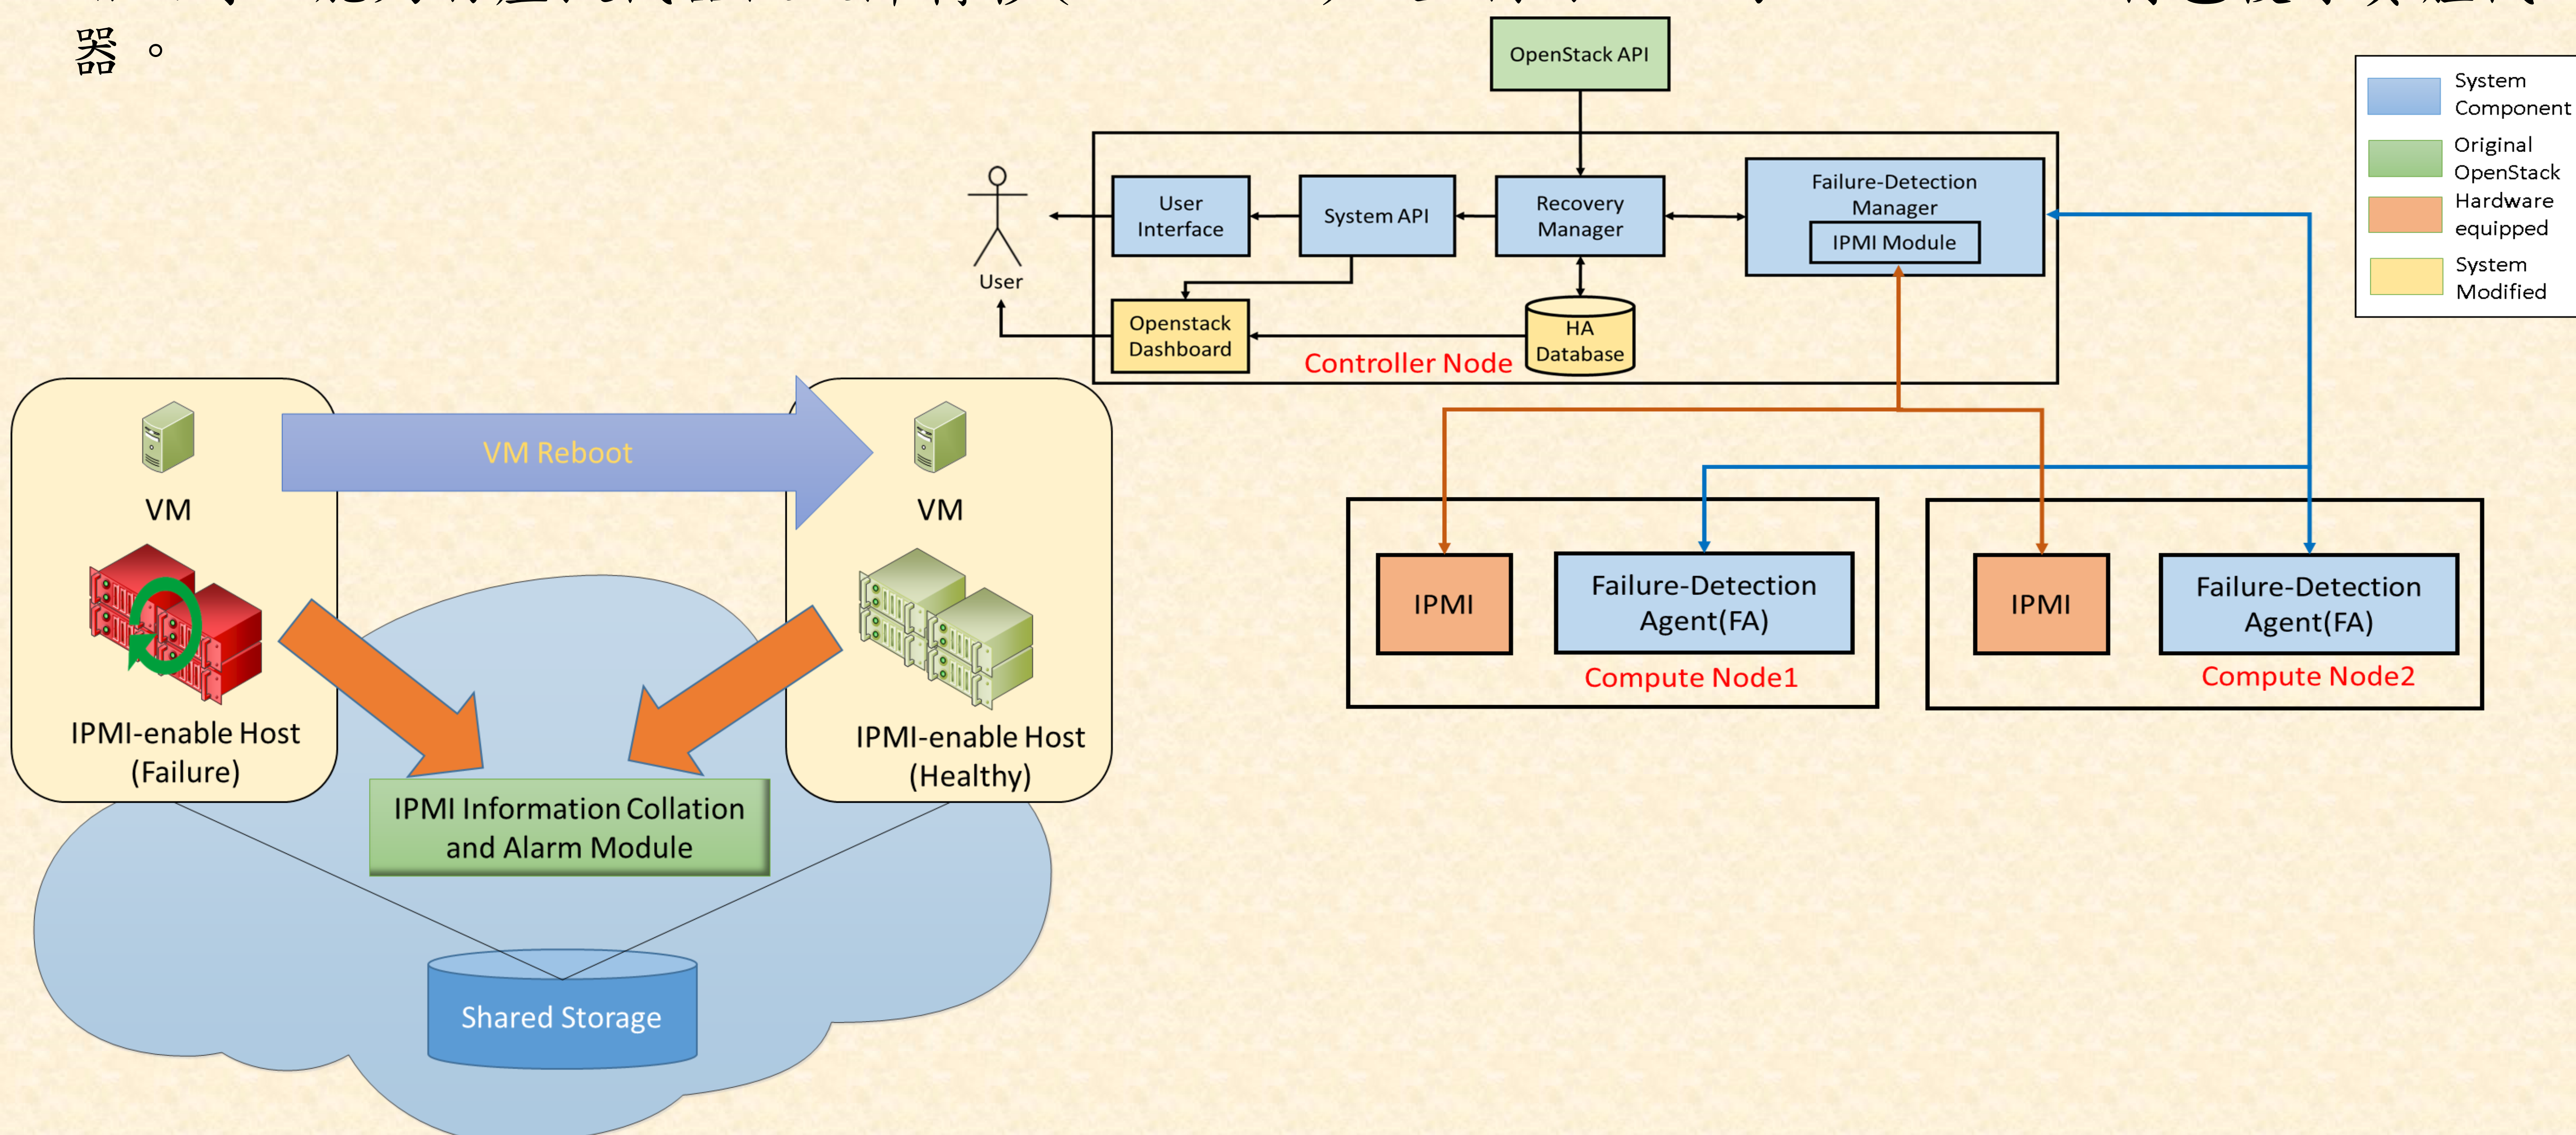 器。
OpenStack API
System
Component
Original
OpenStack
Hardware
equipped
System
Modified
User
User
Interface
System API
Recovery
Manager
Failure-Detection
Manager
IPMI Module
Openstack
Dashboard
HA
Database
Controller Node
IPMI
Failure-Detection
Agent(FA)
Compute Node1
IPMI
Failure-Detection
Agent(FA)
Compute Node2
VM Reboot
VM
VM
IPMI-enable Host
(Failure)
IPMI-enable Host
(Healthy)
IPMI Information Collation
and Alarm Module
Shared Storage